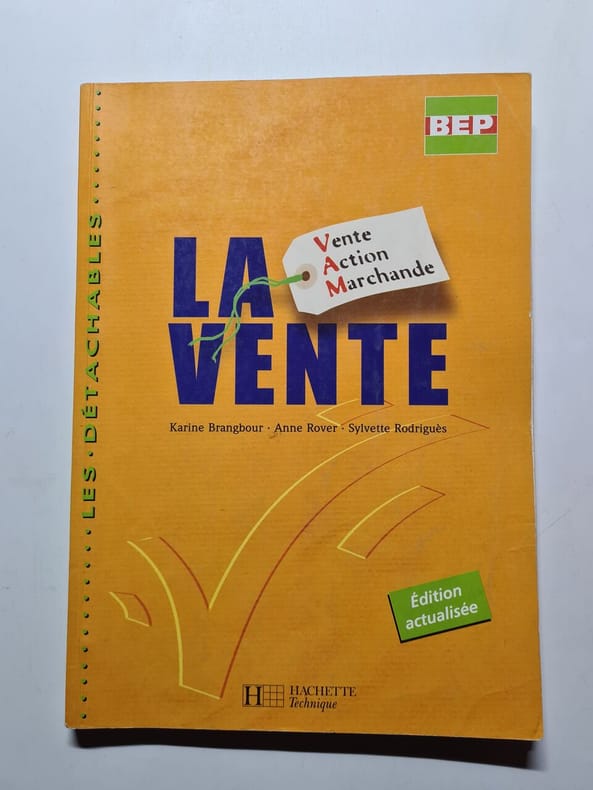 BEP
LES · DÉTACHABLES
LA
VENTE
Vente
Action
Marchande
Karine Brangbour · Anne Rover · Sylvette Rodriguès
Édition
actualisée
H
HACHETTE
Technique